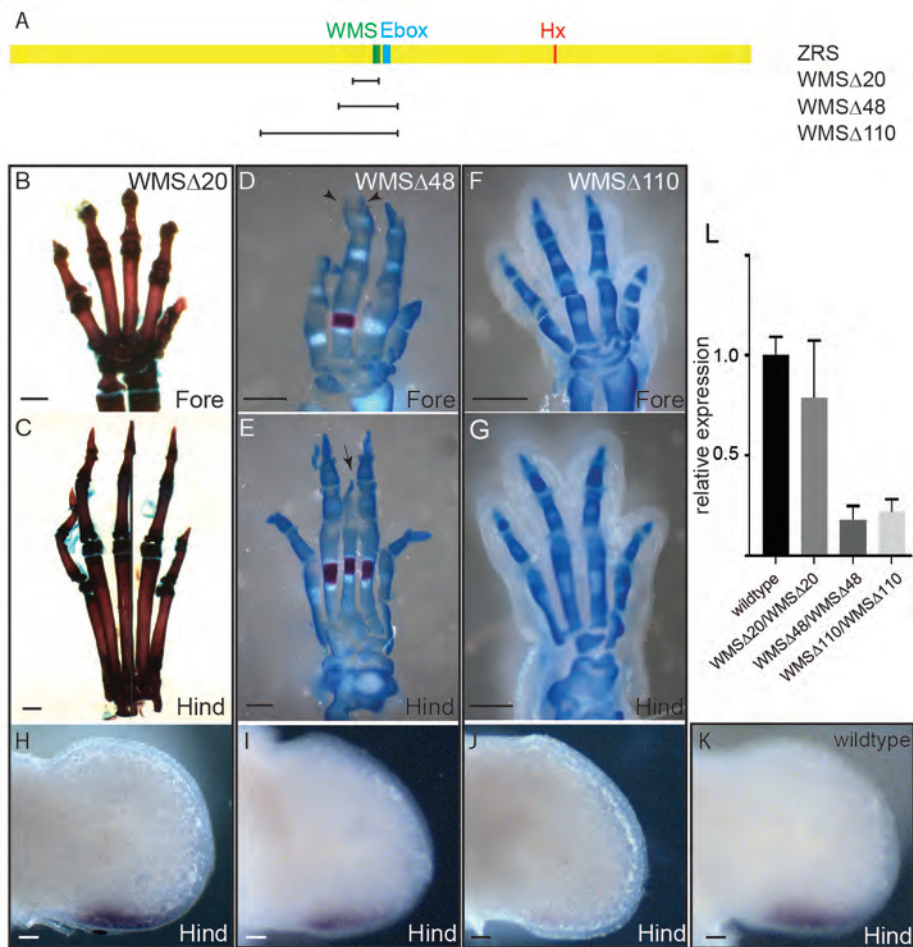 A
WMS Ebox Hx
ZRS
WMSΔ20
WMSΔ48
WMSΔ110
B WMSΔ20
Fore
D WMSΔ48
Fore
F WMSΔ110
Fore
L
relative expression
1.0
0.5
wildtype
WMSΔ20/WMSΔ20
WMSΔ48/WMSΔ48
WMSΔ110/WMSΔ110
C
Hind
E
Hind
G
Hind
H
Hind
I
Hind
J
Hind
K wildtype
Hind